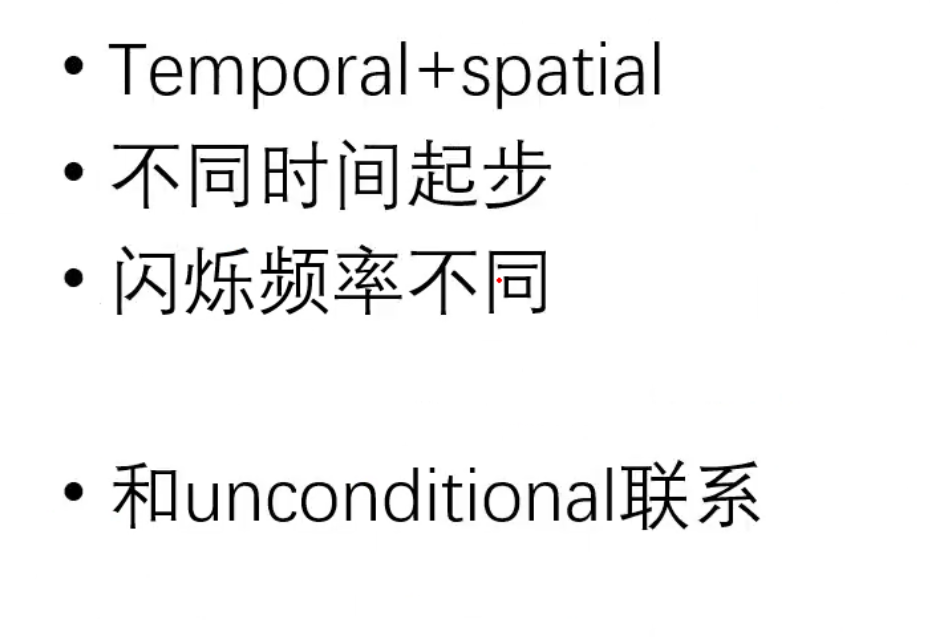 • Temporal+spatial
• 不同时间起步
• 闪烁频率不同
• 和unconditional联系